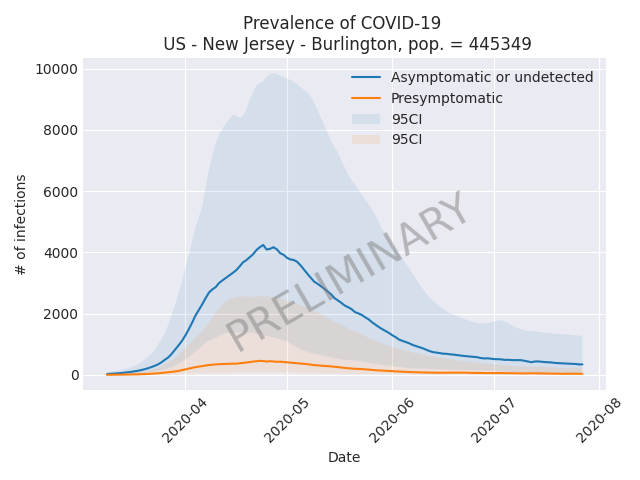 Prevalence of COVID-19
US - New Jersey - Burlington, pop. = 445349
10000
8000
6000
4000
2000
0
# of infections
Asymptomatic or undetected
Presymptomatic
95CI
95CI
PRELIMINARY
2020-04
2020-05
2020-06
2020-07
2020-08
Date